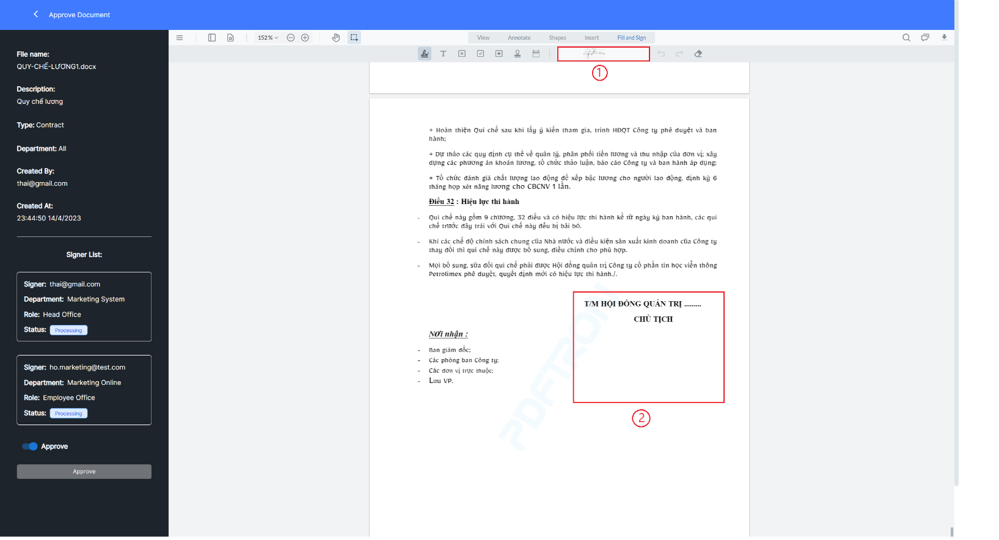 Approve Document
152%
View Annotate Shapes Insert Fill and Sign
T
1
File name:
QUY-CHẾ-LƯƠNG1.docx
Description:
Quy chế lương
Type: Contract
Department: All
Created By:
thai@gmail.com
Created At:
23:44:50 14/4/2023
Signer List:
Signer: thai@gmail.com
Department: Marketing System
Role: Head Office
Status: Processing
Signer: ho.marketing@test.com
Department: Marketing Online
Role: Employee Office
Status: Processing
Approve
Approve
+ Hoàn thiện Qui chế sau khi lấy ý kiến tham gia, trình HĐQT Công ty phê duyệt và ban
hành;
+ Dự thảo các quy định cụ thể về quản lý, phân phối tiền lương và thu nhập của đơn vị; xây
dựng các phương án khoán lương, tổ chức thảo luận, báo cáo Công ty và ban hành áp dụng;
+ Tổ chức đánh giá chất lượng lao động để xếp bậc lương cho người lao động, định kỳ 6
tháng họp xét nâng lương cho CBCNV 1 lần.
Điều 32 : Hiệu lực thi hành
- Qui chế này gồm 9 chương, 32 điều và có hiệu lực thi hành kể từ ngày ký ban hành, các qui
chế trước đây trái với Qui chế này đều bị bãi bỏ.
- Khi các chế độ chính sách chung của Nhà nước và điều kiện sản xuất kinh doanh của Công ty
thay đổi thì qui chế này được bổ sung, điều chỉnh cho phù hợp.
- Mọi bổ sung, sửa đổi qui chế phải được Hội đồng quản trị Công ty cổ phần tin học viễn thông
Petrolimex phê duyệt, quyết định mới có hiệu lực thi hành./.
T/M HỘI ĐỒNG QUẢN TRỊ .........
CHỦ TỊCH
2
Nơi nhận :
- Ban giám đốc;
- Các phòng ban Công ty;
- Các đơn vị trực thuộc;
- Lưu VP.
PDFTRON